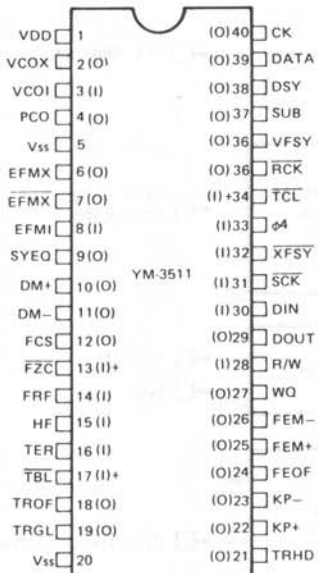 VDD 1
VCOX 2 (O)
VCOI 3 (I)
PCO 4 (O)
Vss 5
EFMX 6 (O)
EFMX 7 (O)
EFMI 8 (I)
SYEQ 9 (O)
DM+ 10 (O)
DM− 11 (O)
FCS 12 (O)
FZC 13 (I)+
FRF 14 (I)
HF 15 (I)
TER 16 (I)
TBL 17 (I)+
TROF 18 (O)
TRGL 19 (O)
Vss 20
YM-3511
(O) 40 CK
(O) 39 DATA
(O) 38 DSY
(O) 37 SUB
(O) 36 VFSY
(O) 36 RCK
(I)+34 TCL
(I) 33 φ4
(I) 32 XFSY
(I) 31 SCK
(I) 30 DIN
(O) 29 DOUT
(I) 28 R/W
(O) 27 WQ
(O) 26 FEM−
(O) 25 FEM+
(O) 24 FEOF
(O) 23 KP−
(O) 22 KP+
(O) 21 TRHD